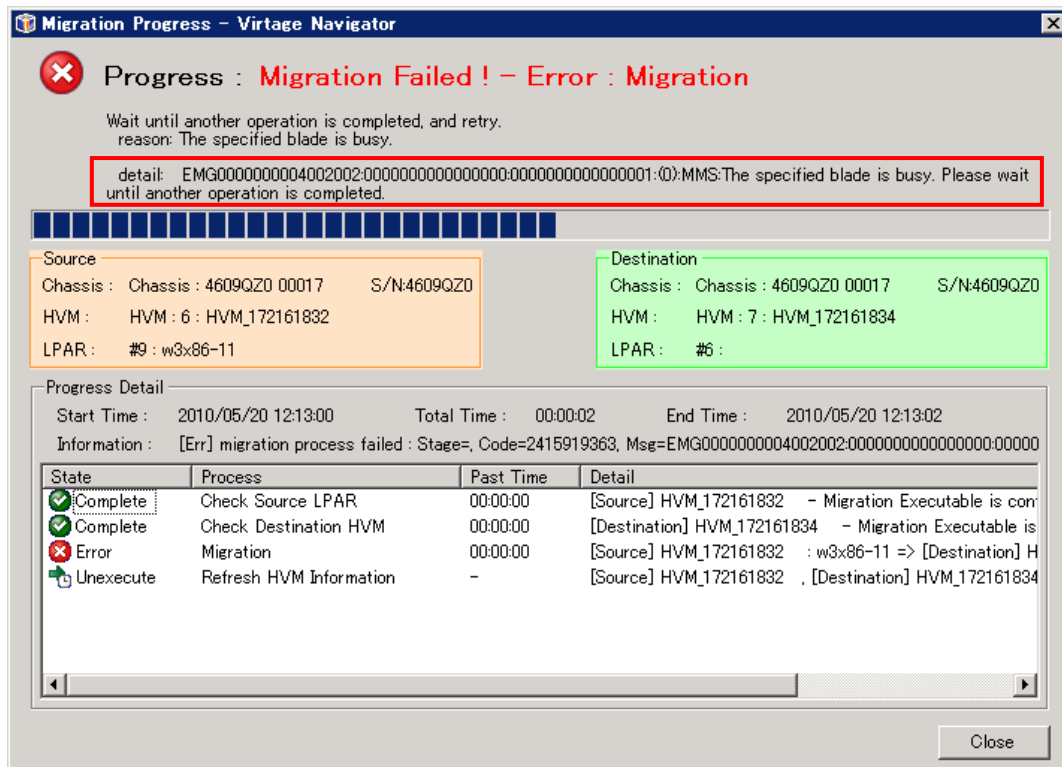 Migration Progress - Virtage Navigator
Progress : Migration Failed ! - Error : Migration
Wait until another operation is completed, and retry.
reason: The specified blade is busy.
detail: EMG0000000004002002:0000000000000000:0000000000000001:(0):MMS:The specified blade is busy. Please wait
until another operation is completed.
Source
Chassis : Chassis : 4609QZ0 00017 S/N:4609QZ0
HVM : HVM : 6 : HVM_172161832
LPAR : #9 : w3x86-11
Destination
Chassis : Chassis : 4609QZ0 00017 S/N:4609QZ0
HVM : HVM : 7 : HVM_172161834
LPAR : #6 :
Progress Detail
Start Time : 2010/05/20 12:13:00 Total Time : 00:00:02 End Time : 2010/05/20 12:13:02
Information : [Err] migration process failed : Stage=, Code=2415919363, Msg=EMG0000000004002002:0000000000000000:00000
State Process Past Time Detail
Complete Check Source LPAR 00:00:00 [Source] HVM_172161832 - Migration Executable is con
Complete Check Destination HVM 00:00:00 [Destination] HVM_172161834 - Migration Executable is
Error Migration 00:00:00 [Source] HVM_172161832 : w3x86-11 => [Destination] H
Unexecute Refresh HVM Information - [Source] HVM_172161832 , [Destination] HVM_172161834
Close